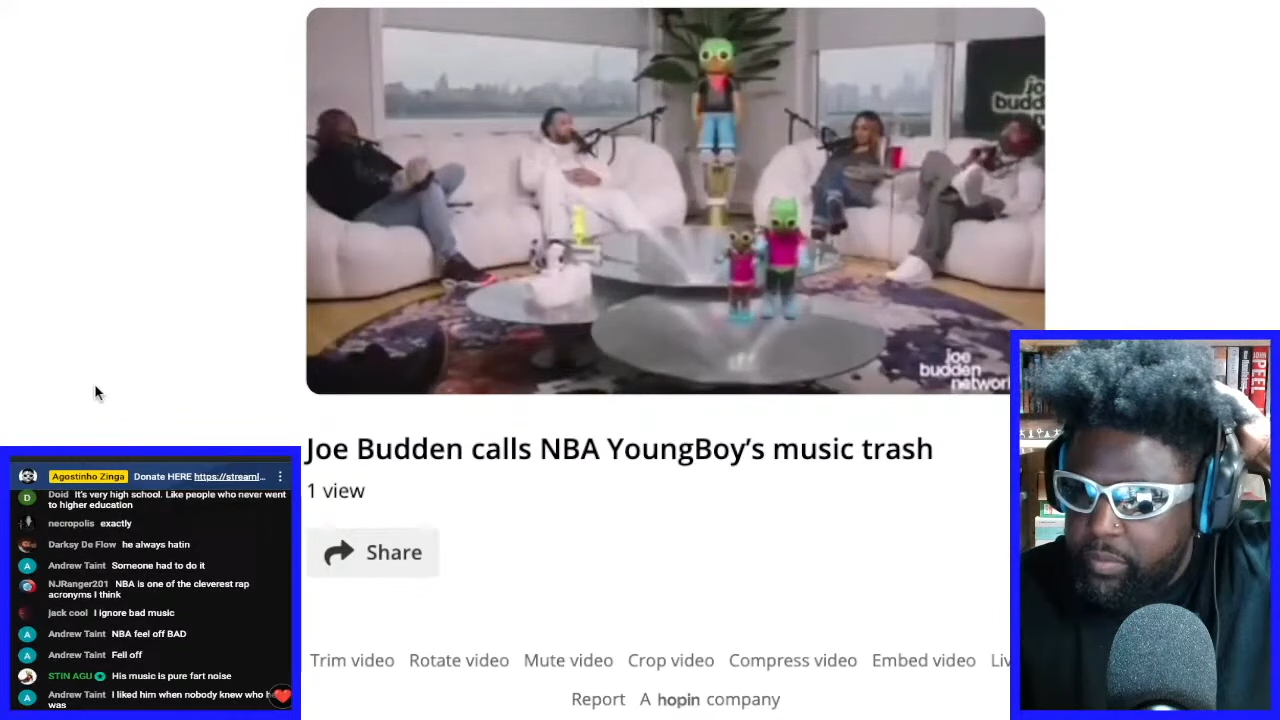 joe
budd
joe
budden
network
Joe Budden calls NBA YoungBoy’s music trash
1 view
Share
Trim video Rotate video Mute video Crop video Compress video Embed video Liv
Report A hopin company
Agostinho Zinga Donate HERE https://streaml...
D Doid It's very high school. Like people who never went
to higher education
necropolis exactly
Darksy De Flow he always hatin
A Andrew Taint Someone had to do it
NJRanger201 NBA is one of the cleverest rap
acronyms I think
jack cool I ignore bad music
A Andrew Taint NBA feel off BAD
A Andrew Taint Fell off
STIN AGU His music is pure fart noise
A Andrew Taint I liked him when nobody knew who he
was
PEEL